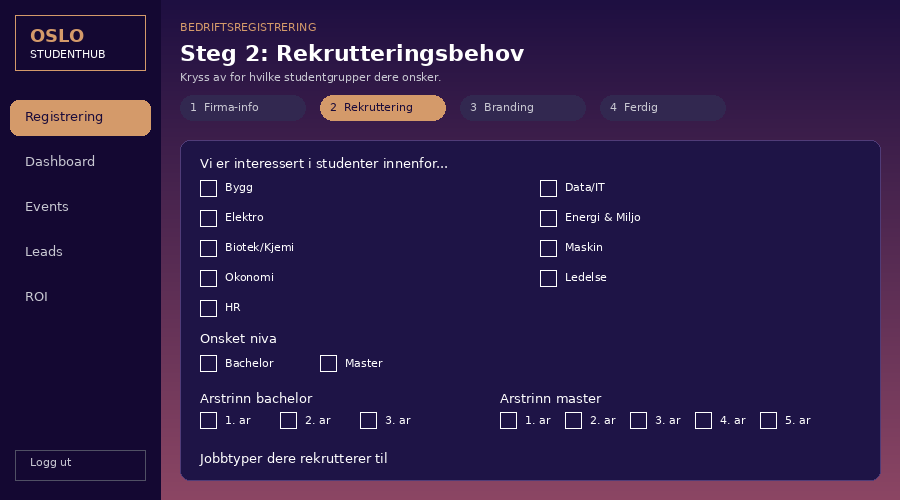 OSLO
STUDENTHUB
Registrering
Dashboard
Events
Leads
ROI
Logg ut
BEDRIFTSREGISTRERING
Steg 2: Rekrutteringsbehov
Kryss av for hvilke studentgrupper dere onsker.
1 Firma-info
2 Rekruttering
3 Branding
4 Ferdig
Vi er interessert i studenter innenfor...
Bygg
Data/IT
Elektro
Energi & Miljo
Biotek/Kjemi
Maskin
Okonomi
Ledelse
HR
Onsket niva
Bachelor
Master
Arstrinn bachelor
1. ar
2. ar
3. ar
Arstrinn master
1. ar
2. ar
3. ar
4. ar
5. ar
Jobbtyper dere rekrutterer til